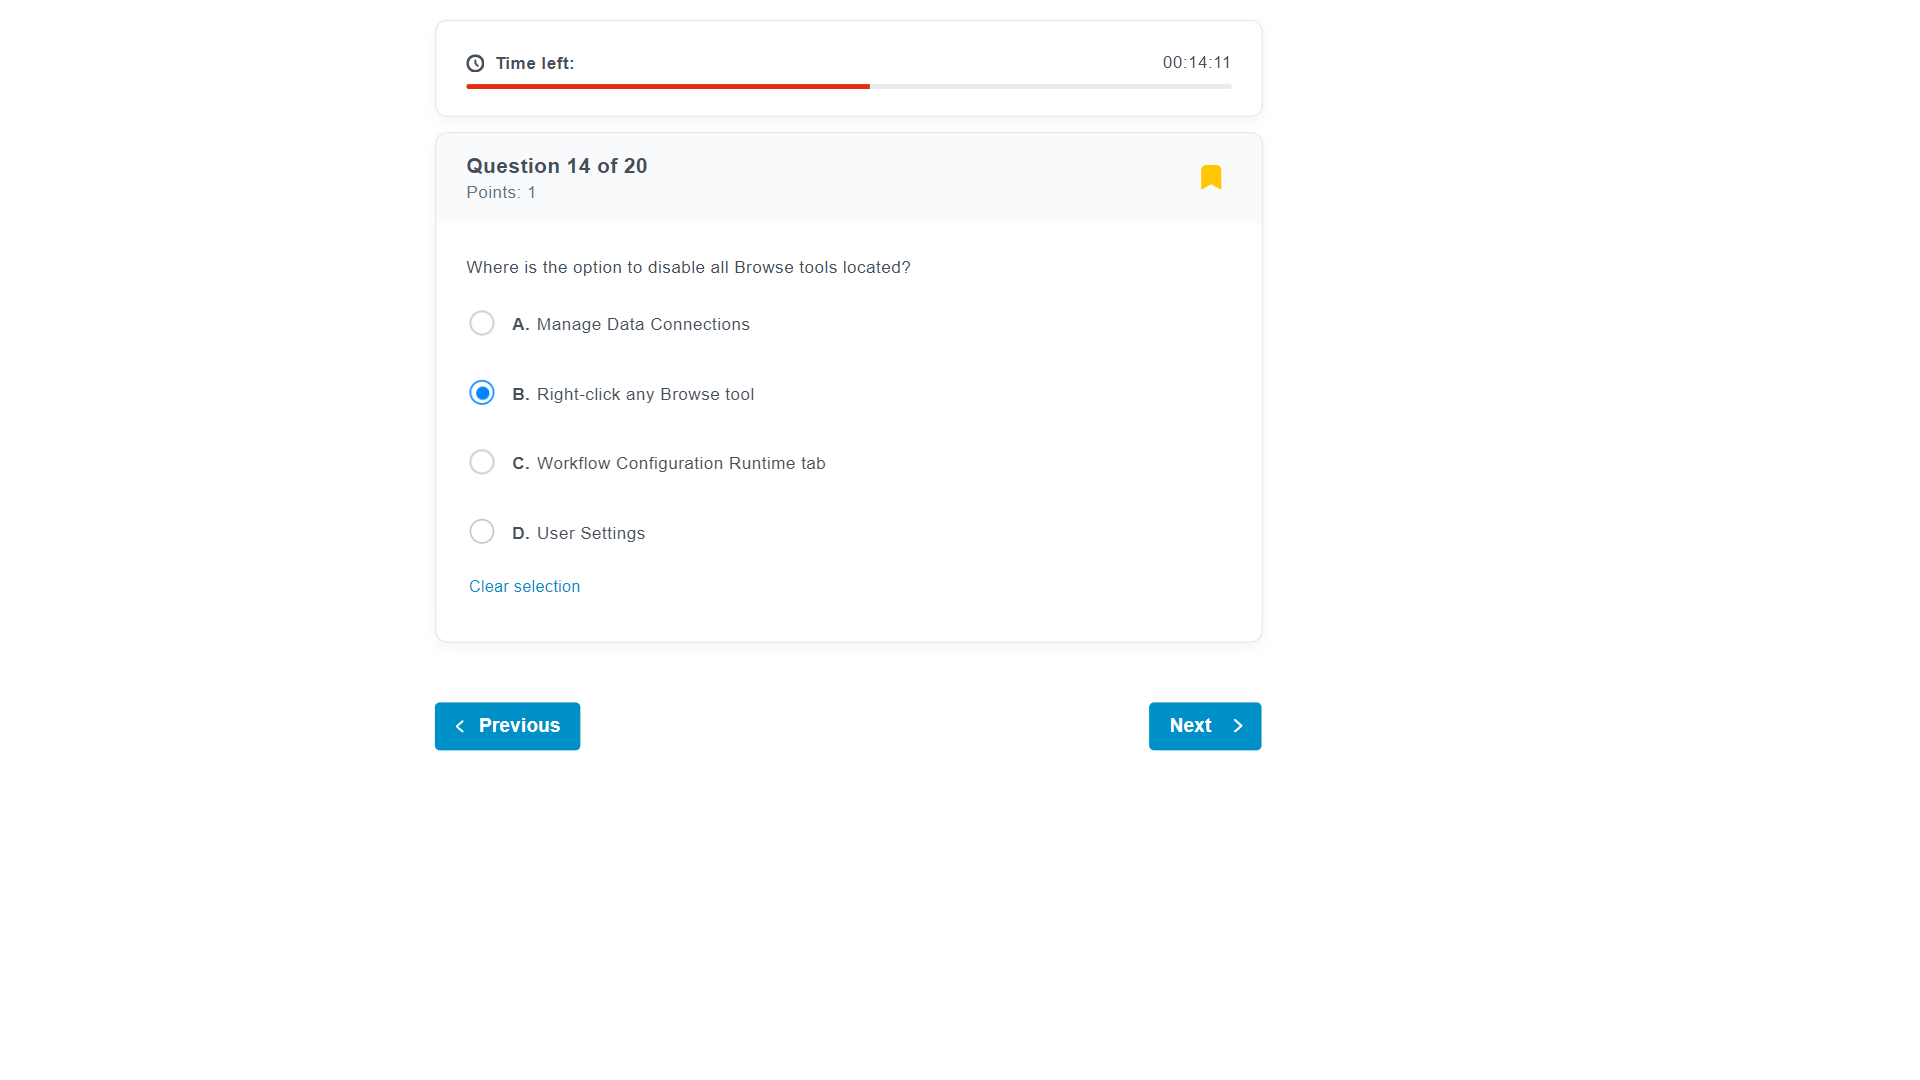 Time left:
00:14:11
Question 14 of 20
Points: 1
Where is the option to disable all Browse tools located?
A. Manage Data Connections
B. Right-click any Browse tool
C. Workflow Configuration Runtime tab
D. User Settings
Clear selection
Previous
Next